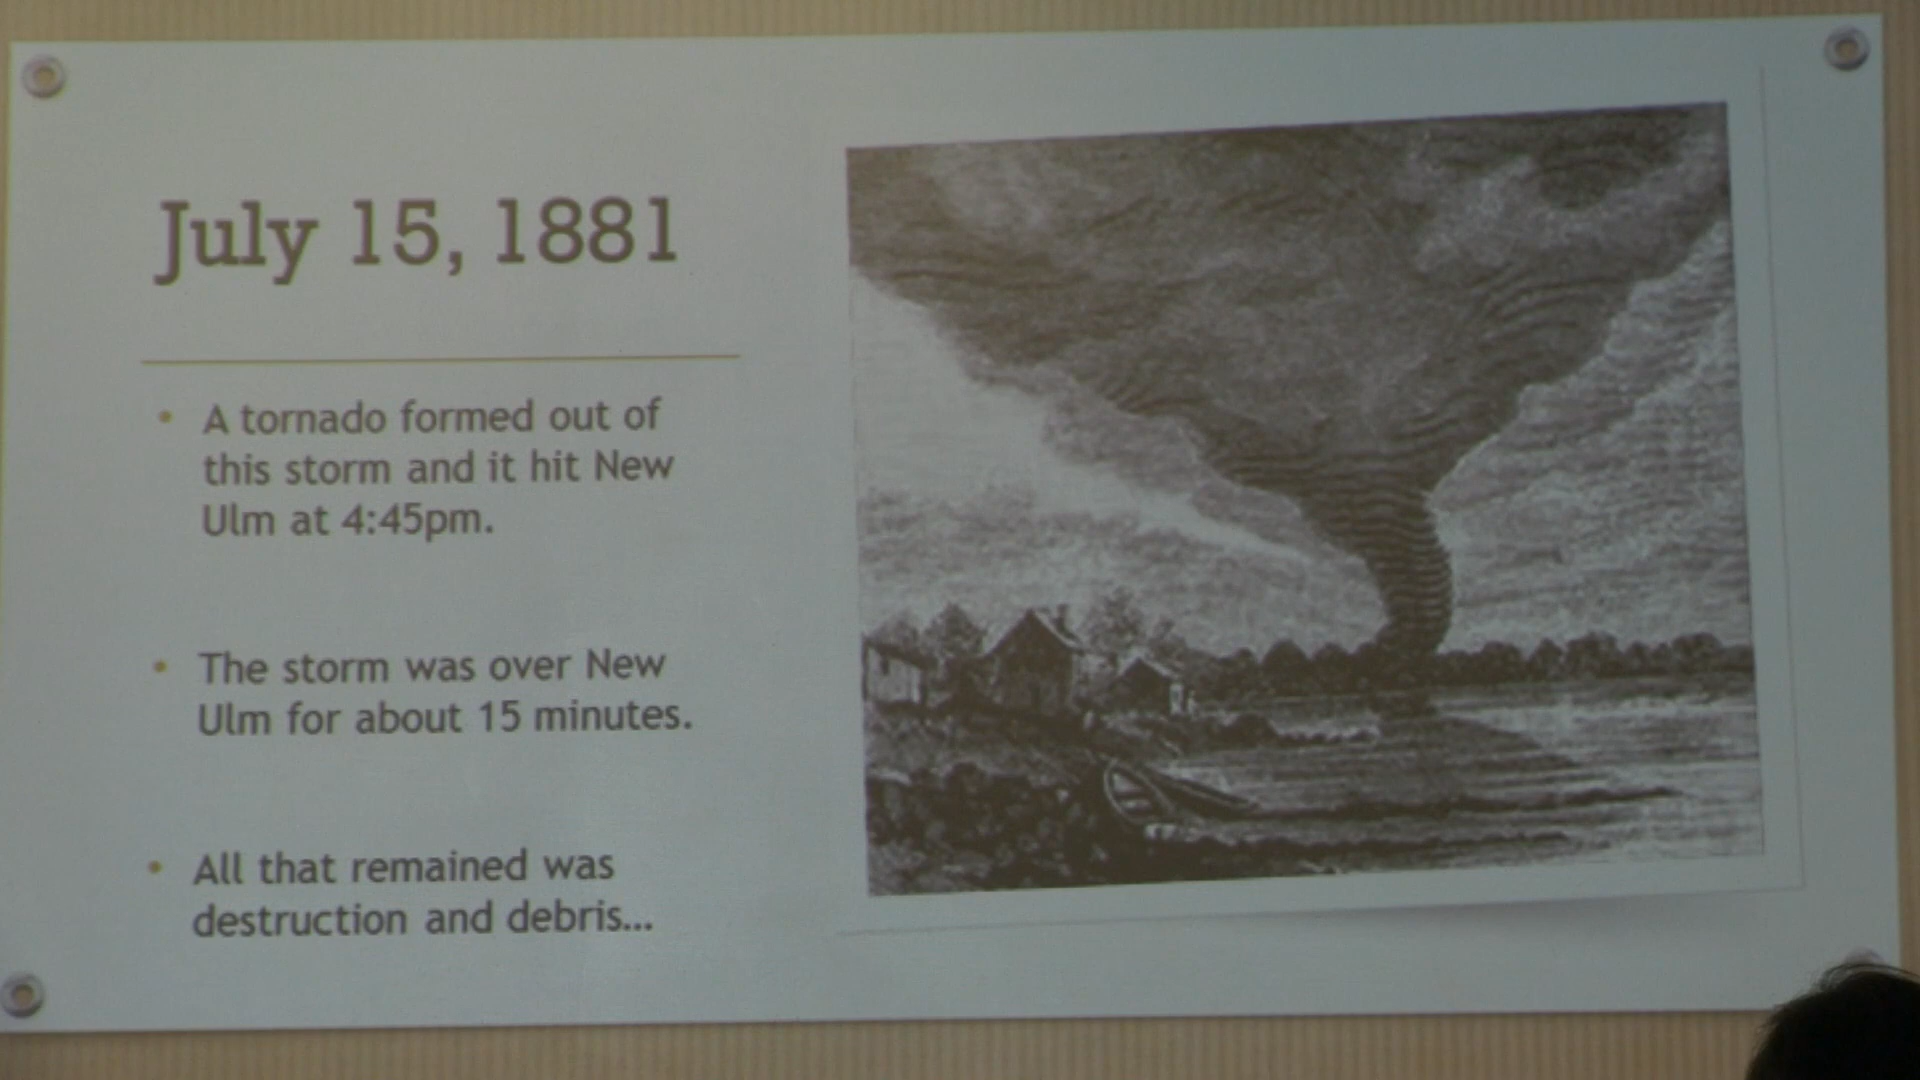 July 15, 1881
• A tornado formed out of
this storm and it hit New
Ulm at 4:45pm.
• The storm was over New
Ulm for about 15 minutes.
• All that remained was
destruction and debris...